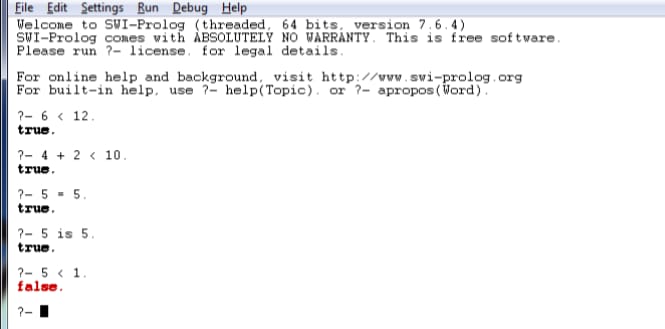 File Edit Settings Run Debug Help
Welcome to SWI-Prolog (threaded, 64 bits, version 7.6.4)
SWI-Prolog comes with ABSOLUTELY NO WARRANTY. This is free software.
Please run ?- license. for legal details.
For online help and background, visit http://www.swi-prolog.org
For built-in help, use ?- help(Topic). or ?- apropos(Word).
?- 6 < 12.
true.
?- 4 + 2 < 10.
true.
?- 5 = 5.
true.
?- 5 is 5.
true.
?- 5 < 1.
false.
?-